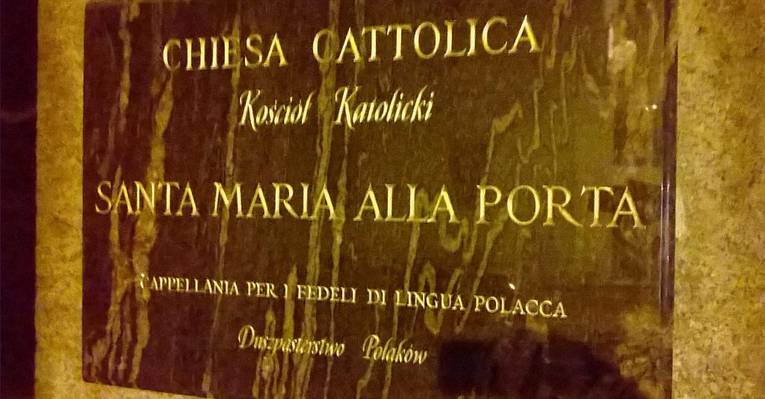 CHIESA CATTOLICA
Kościół Katolicki
SANTA MARIA ALLA PORTA
CAPPELLANIA PER I FEDELI DI LINGUA POLACCA
Duszpasterstwo Polaków